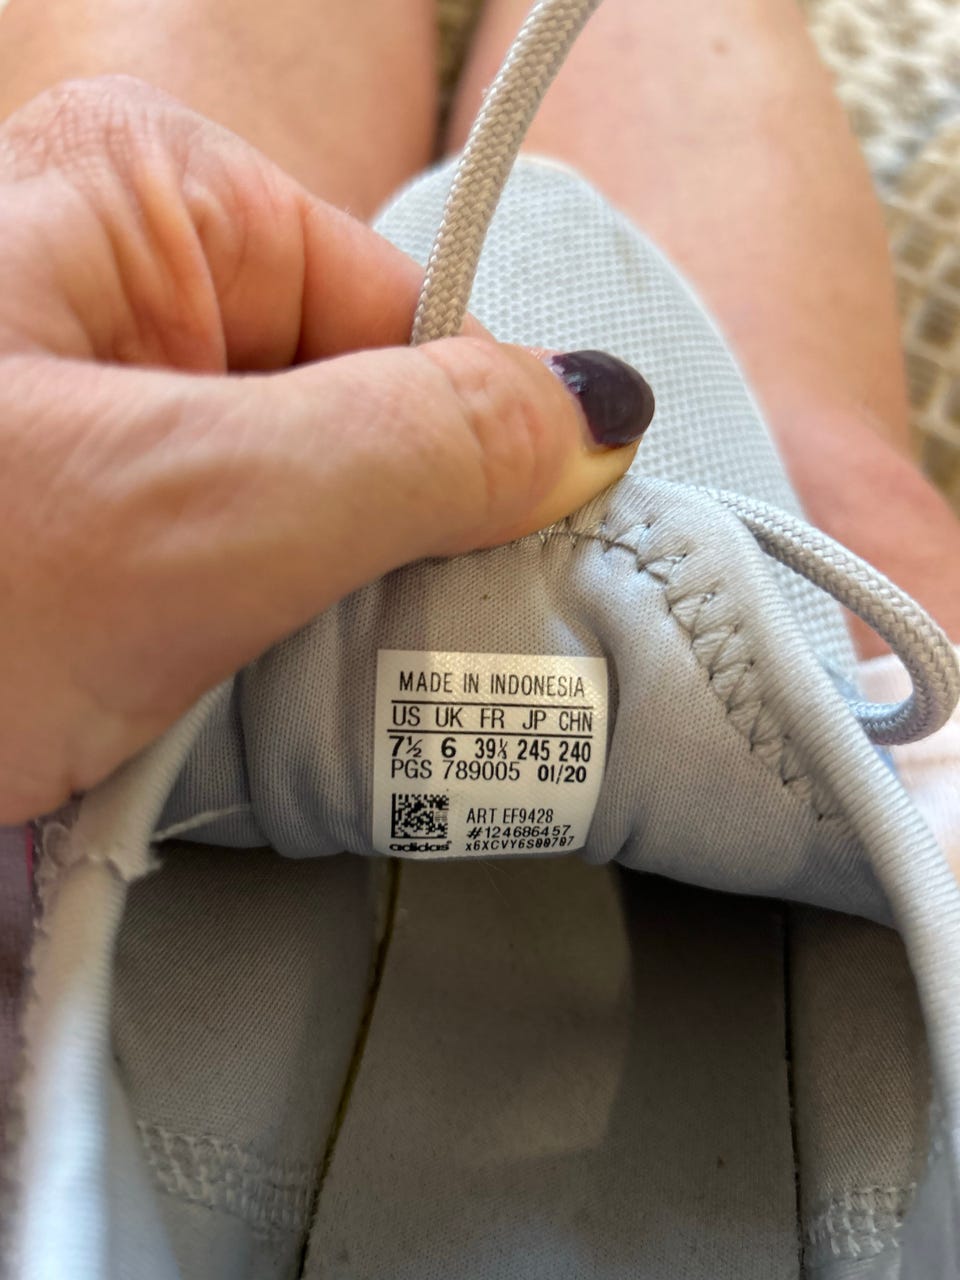 MADE IN INDONESIA
US UK FR JP CHN
7½ 6 39⅓ 245 240
PGS 789005 01/20
ART EF9428
#124686457
adidas x6XCVY6S00707